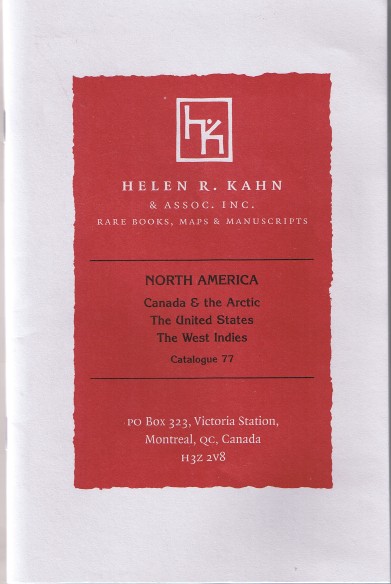 hk
HELEN R. KAHN
& ASSOC. INC.
RARE BOOKS, MAPS & MANUSCRIPTS
NORTH AMERICA
Canada & the Arctic
The United States
The West Indies
Catalogue 77
PO Box 323, Victoria Station,
Montreal, QC, Canada
H3Z 2V8